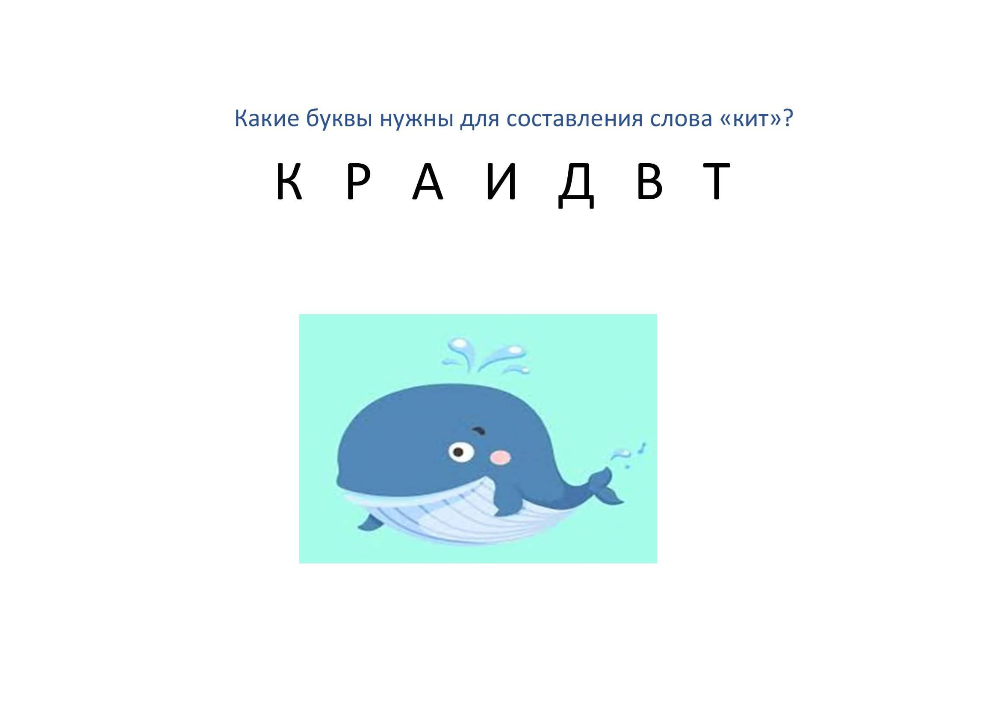 Какие буквы нужны для составления слова «кит»?
К Р А И Д В Т